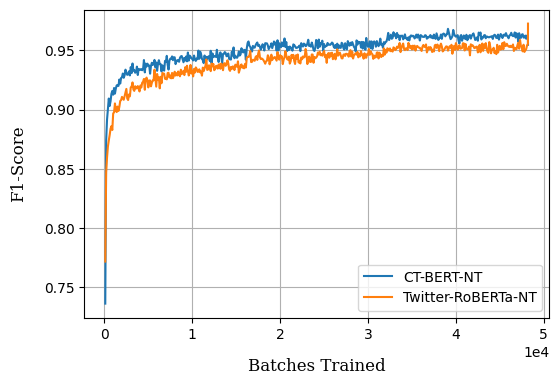 0.95
0.90
0.85
0.80
0.75
F1-Score
CT-BERT-NT
Twitter-RoBERTa-NT
0 1 2 3 4 5
1e4
Batches Trained